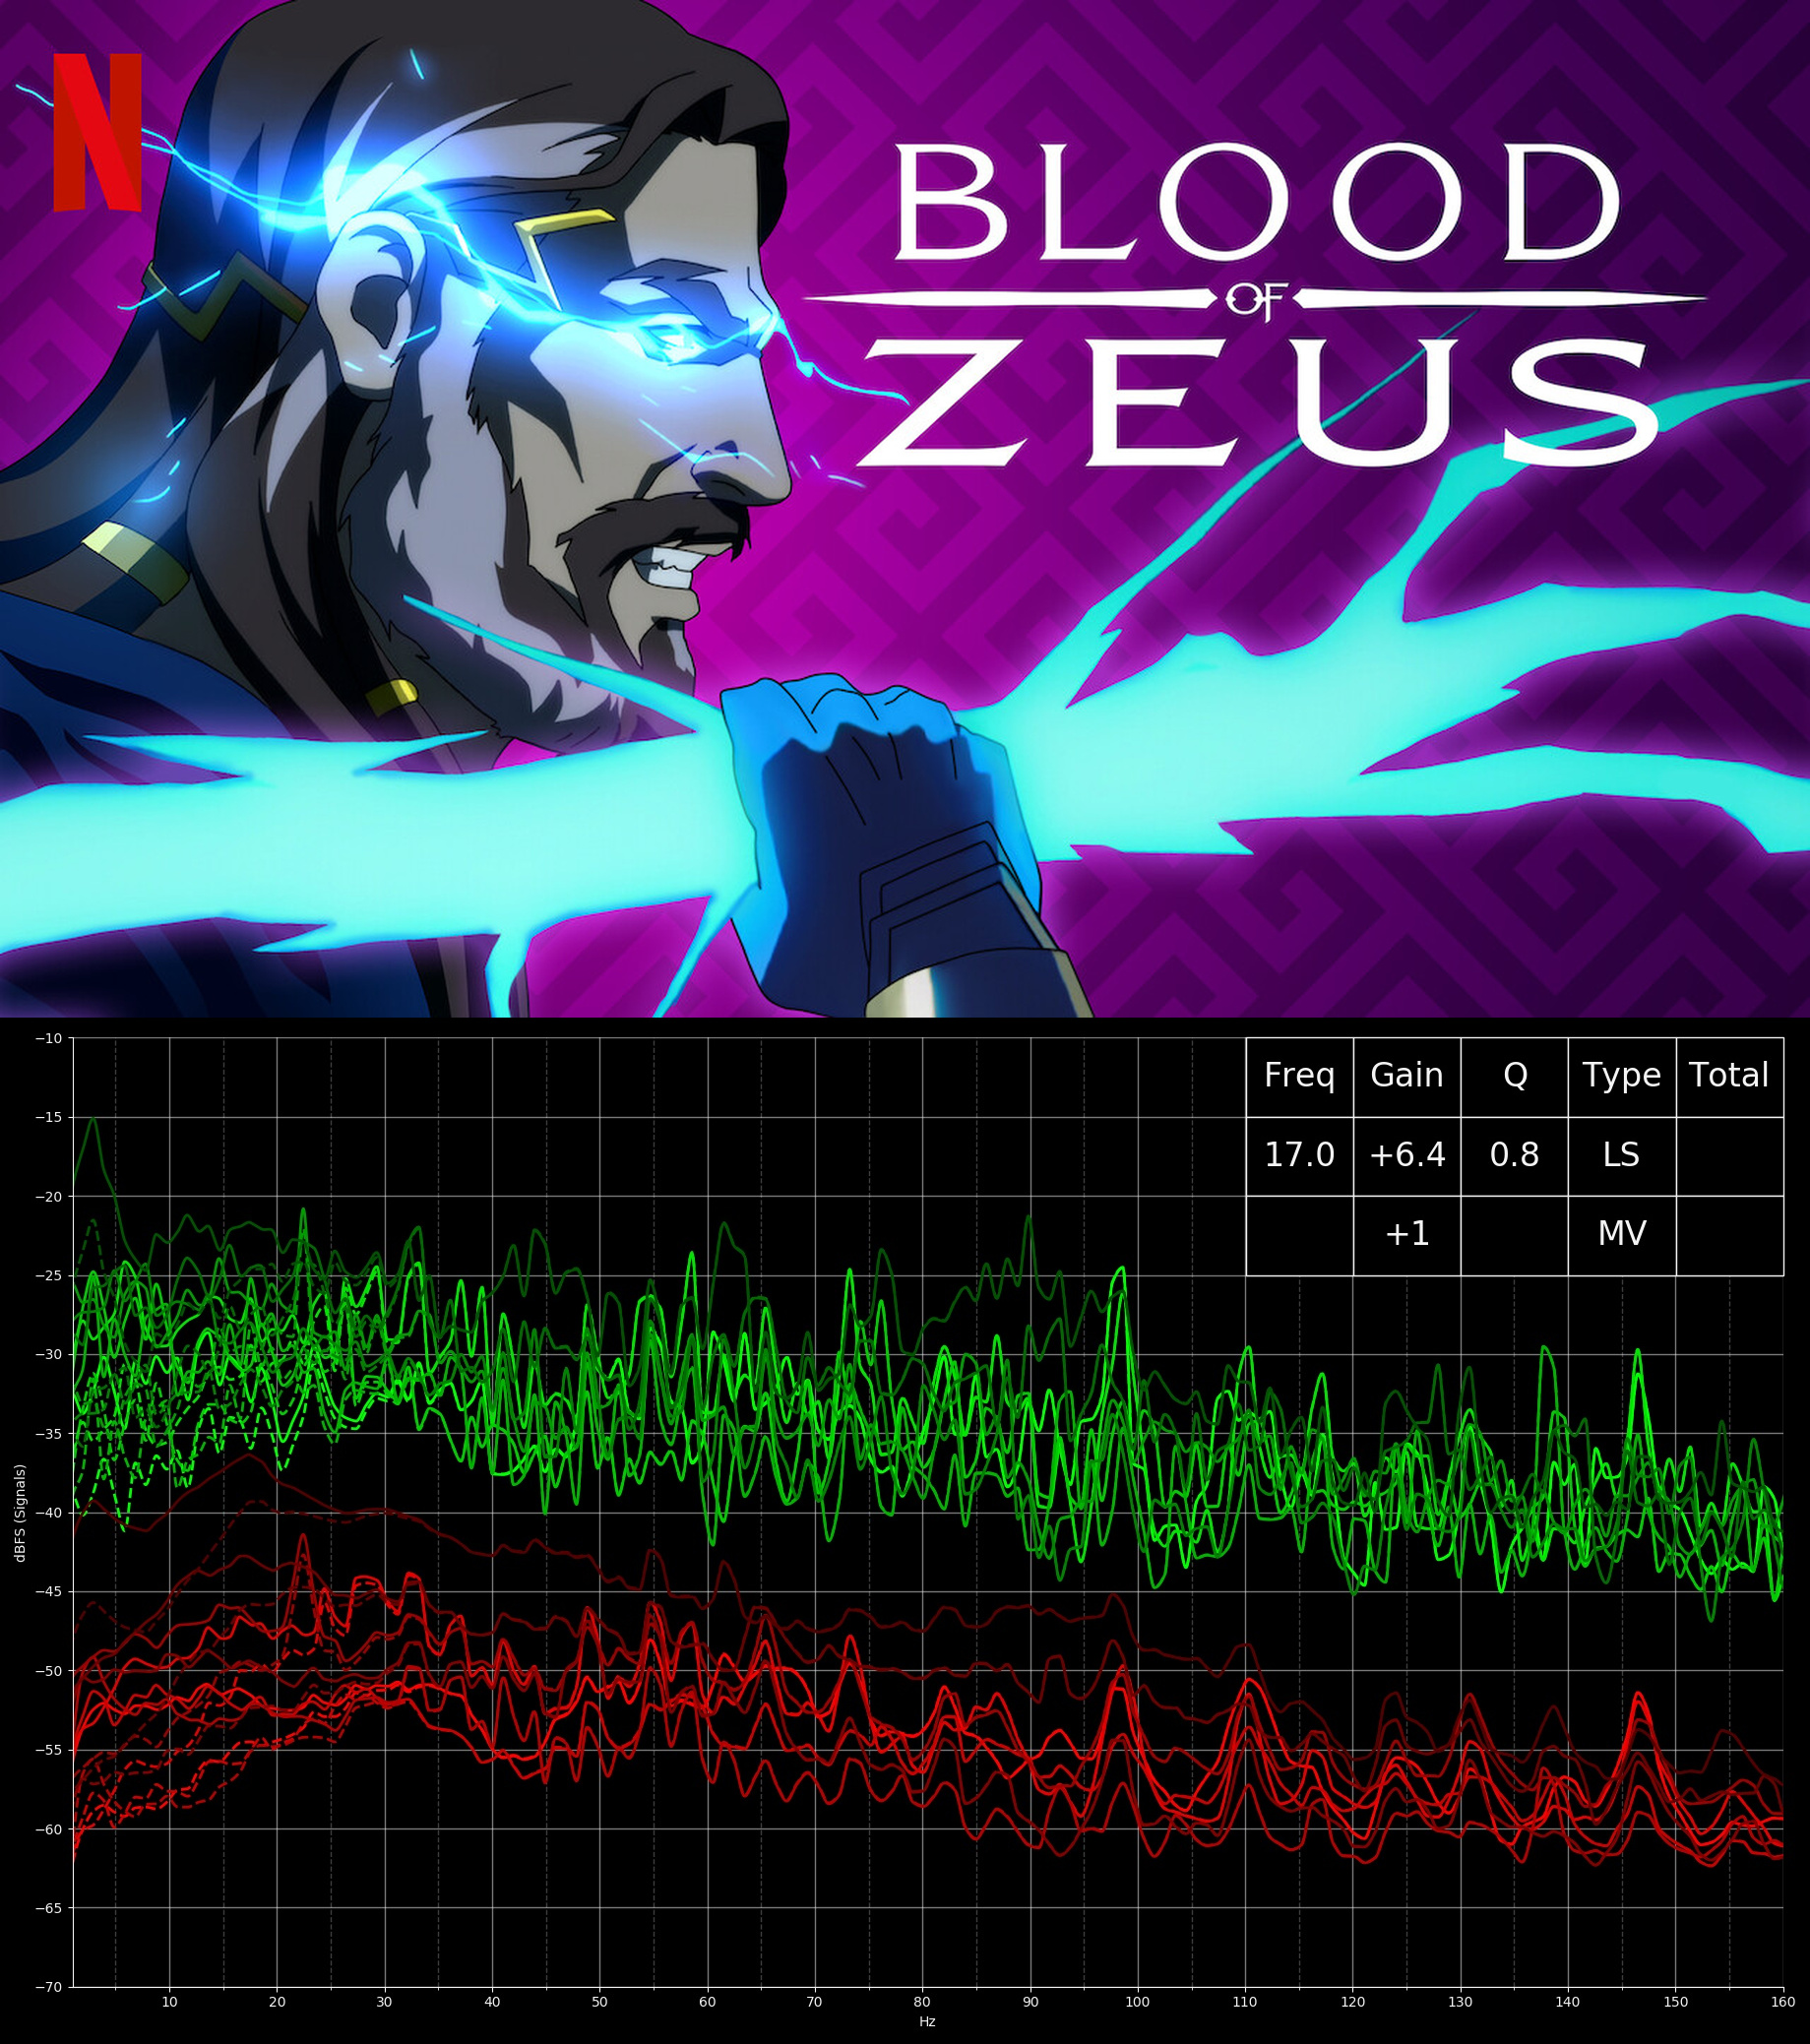 N
BLOOD
OF
ZEUS
Freq Gain Q Type Total
17.0 +6.4 0.8 LS
+1 MV
−10
−15
−20
−25
−30
−35
−40
−45
−50
−55
−60
−65
−70
dBFS (Signals)
10 20 30 40 50 60 70 80 90 100 110 120 130 140 150 160
Hz